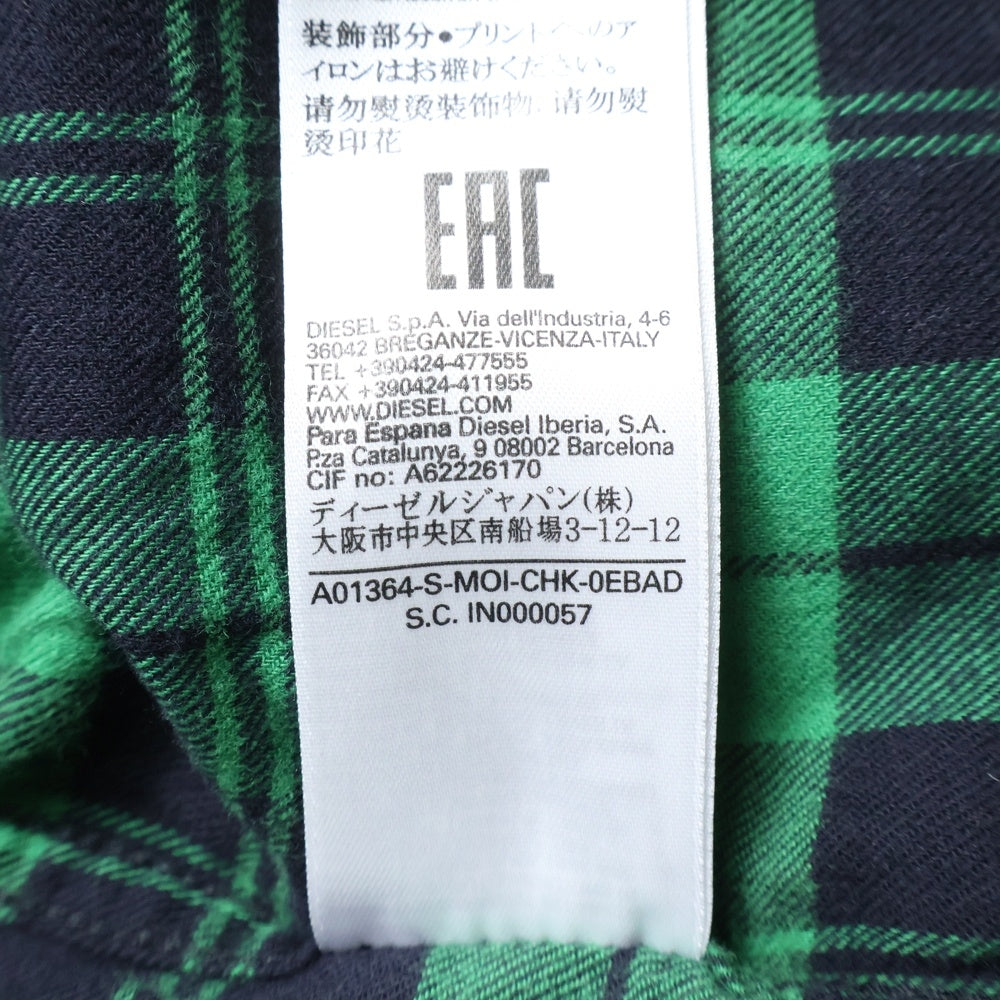 装飾部分•プリントへのア
イロンはお避けください。
请勿熨烫装饰物, 请勿熨
烫印花
EAC
DIESEL S.p.A. Via dell'Industria, 4-6
36042 BREGANZE-VICENZA-ITALY
TEL +390424-477555
FAX +390424-411955
WWW.DIESEL.COM
Para Espana Diesel Iberia, S.A.
P.za Catalunya, 9 08002 Barcelona
CIF no: A62226170
ディーゼルジャパン(株)
大阪市中央区南船場3-12-12
A01364-S-MOI-CHK-0EBAD
S.C. IN000057